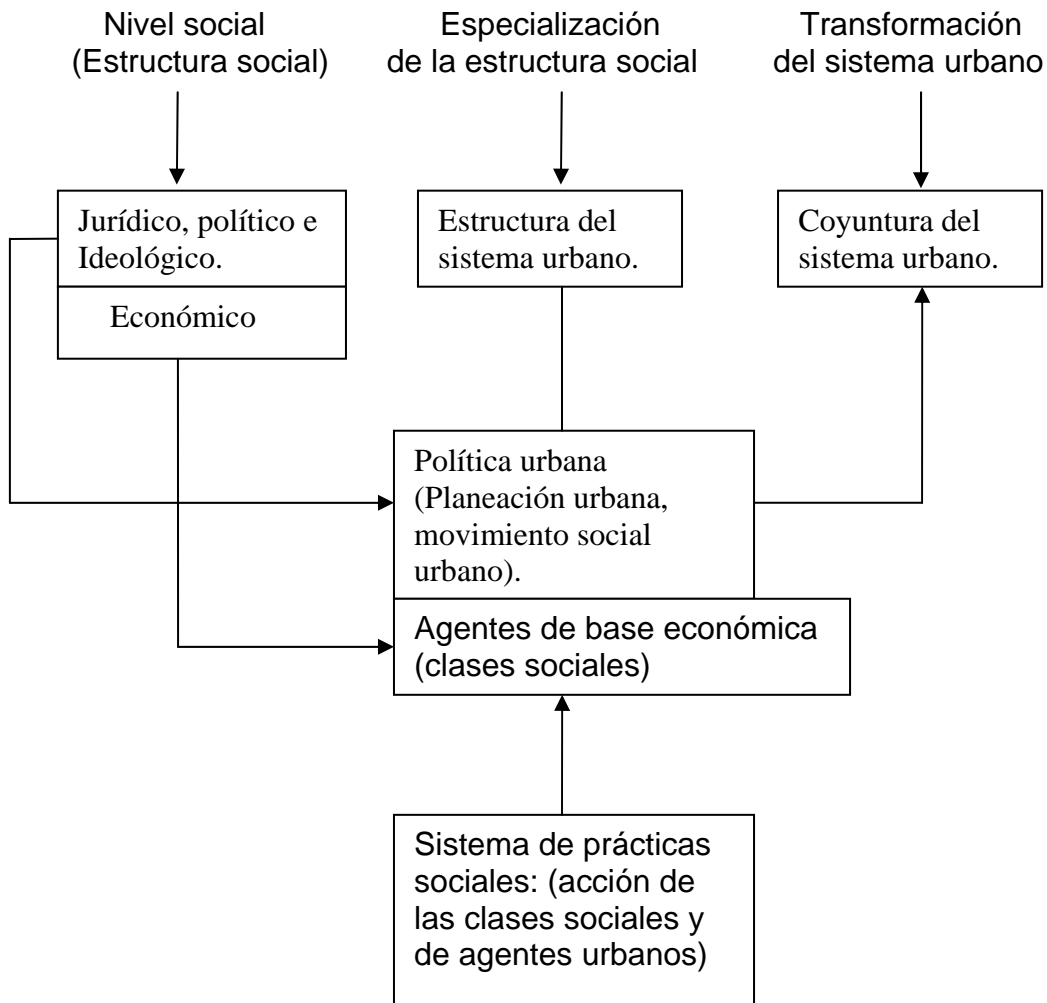 Nivel social
(Estructura social)
Especialización
de la estructura social
Transformación
del sistema urbano
Jurídico, político e
Ideológico.
Económico
Estructura del
sistema urbano.
Coyuntura del
sistema urbano.
Política urbana
(Planeación urbana,
movimiento social
urbano).
Agentes de base económica
(clases sociales)
Sistema de prácticas
sociales: (acción de
las clases sociales y
de agentes urbanos)